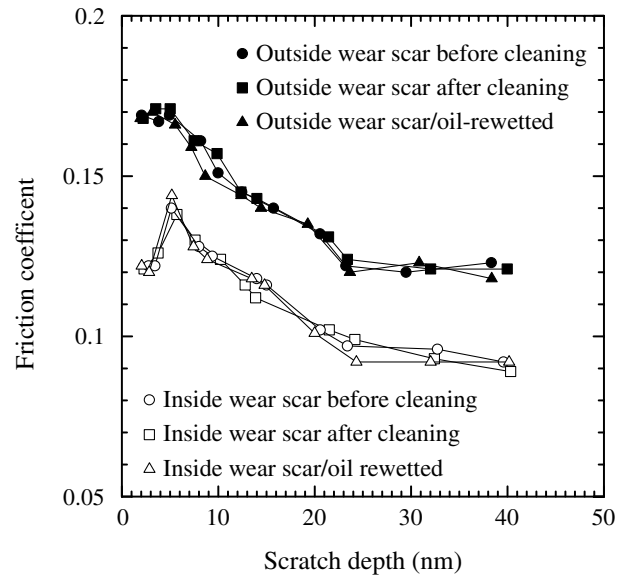 0.2
Outside wear scar before cleaning
Outside wear scar after cleaning
Outside wear scar/oil-rewetted
0.15
Friction coefficent
0.1
Inside wear scar before cleaning
Inside wear scar after cleaning
Inside wear scar/oil rewetted
0.05
0 10 20 30 40 50
Scratch depth (nm)